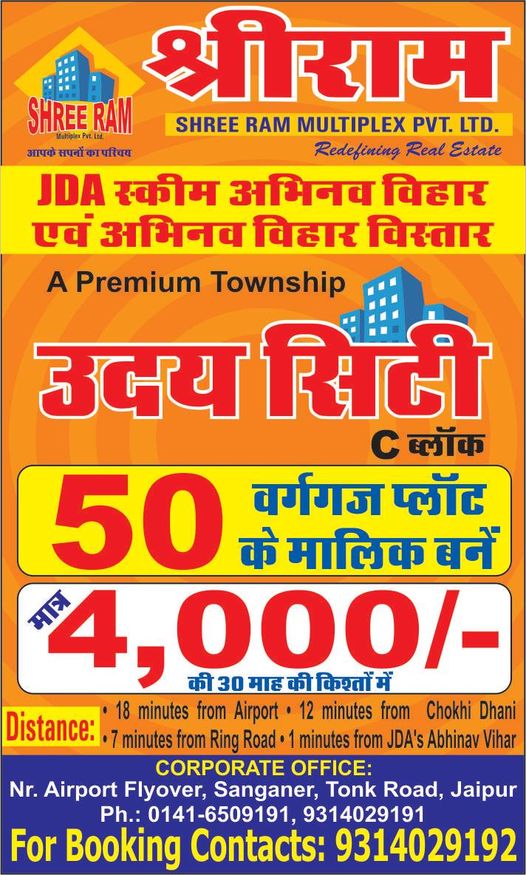 श्रीराम
SHREE RAM
Multiplex Pvt. Ltd.
आपके सपनों का परिचय
SHREE RAM MULTIPLEX PVT. LTD.
Redefining Real Estate
JDA स्कीम अभिनव विहार
एवं अभिनव विहार विस्तार
A Premium Township
उदय सिटी
C ब्लॉक
50 वर्गगज प्लॉट
के मालिक बनें
मात्र 4,000/-
की 30 माह की किश्तों में
Distance: • 18 minutes from Airport • 12 minutes from Chokhi Dhani
• 7 minutes from Ring Road • 1 minutes from JDA's Abhinav Vihar
CORPORATE OFFICE:
Nr. Airport Flyover, Sanganer, Tonk Road, Jaipur
Ph.: 0141-6509191, 9314029191
For Booking Contacts: 9314029192